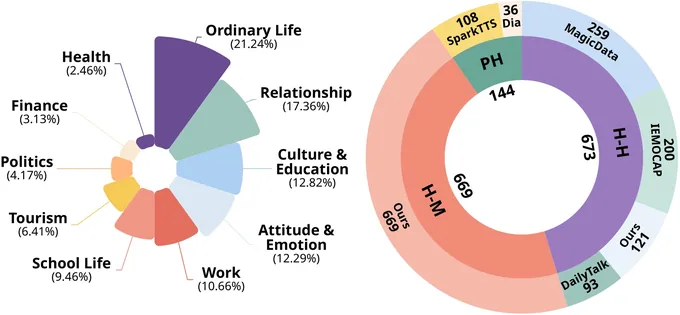 Ordinary Life
(21.24%)
Relationship
(17.36%)
Culture &
Education
(12.82%)
Attitude &
Emotion
(12.29%)
Work
(10.66%)
School Life
(9.46%)
Tourism
(6.41%)
Politics
(4.17%)
Finance
(3.13%)
Health
(2.46%)
108
SparkTTS
36
Dia
259
MagicData
200
IEMOCAP
Ours
121
DailyTalk
93
Ours
669
PH
144
H-H
673
H-M
669